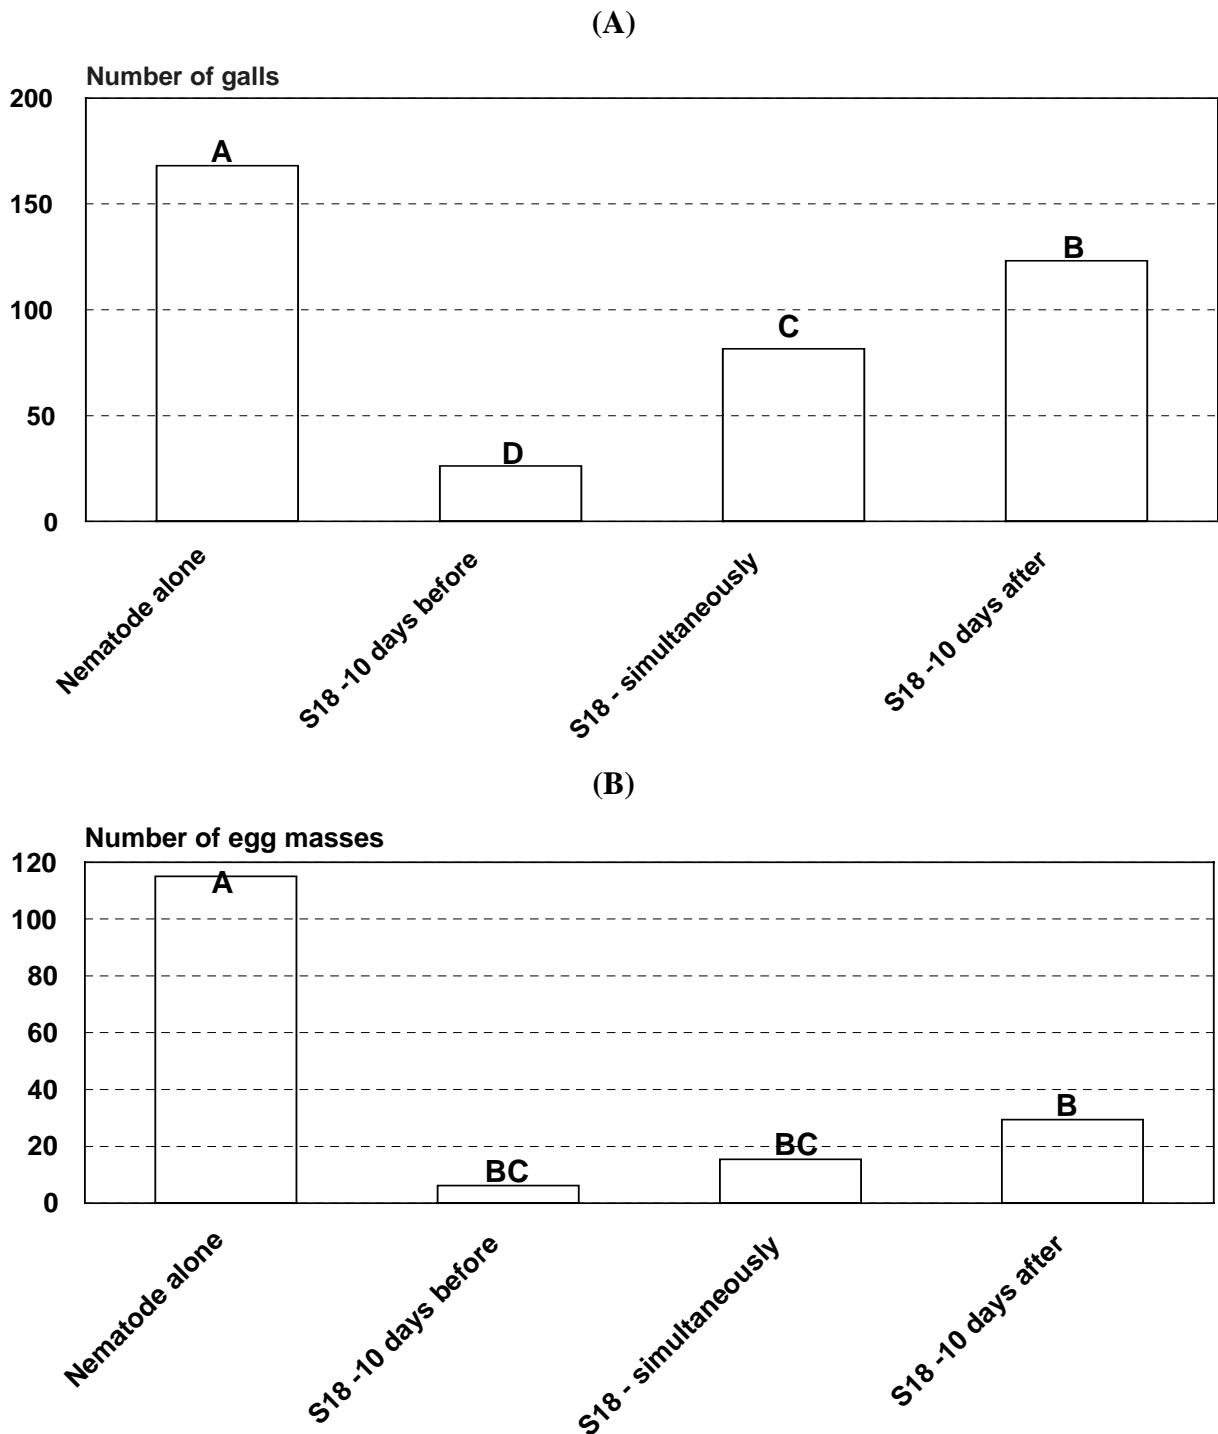 (A)
Number of galls
200
A
150
B
100
C
50
D
0
Nematode alone
S18 -10 days before
S18 - simultaneously
S18 -10 days after
(B)
Number of egg masses
120
A
100
80
60
40
B
20
BC
BC
0
Nematode alone
S18 -10 days before
S18 - simultaneously
S18 -10 days after